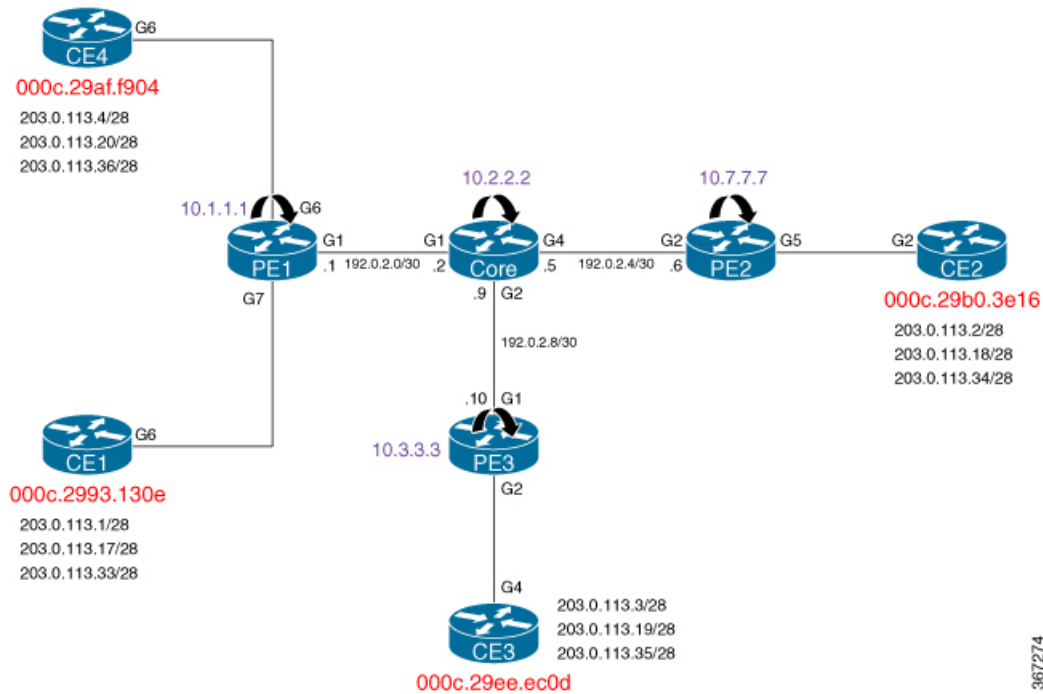 G6
CE4
000c.29af.f904
203.0.113.4/28
203.0.113.20/28
203.0.113.36/28
10.1.1.1
G6
PE1
G1
.1
G7
192.0.2.0/30
10.2.2.2
G1
.2
Core
G4
.5
.9
G2
192.0.2.4/30
10.7.7.7
G2
.6
PE2
G5
G2
CE2
000c.29b0.3e16
203.0.113.2/28
203.0.113.18/28
203.0.113.34/28
192.0.2.8/30
.10
G1
10.3.3.3
PE3
G2
G6
CE1
000c.2993.130e
203.0.113.1/28
203.0.113.17/28
203.0.113.33/28
G4
CE3
203.0.113.3/28
203.0.113.19/28
203.0.113.35/28
000c.29ee.ec0d
367274